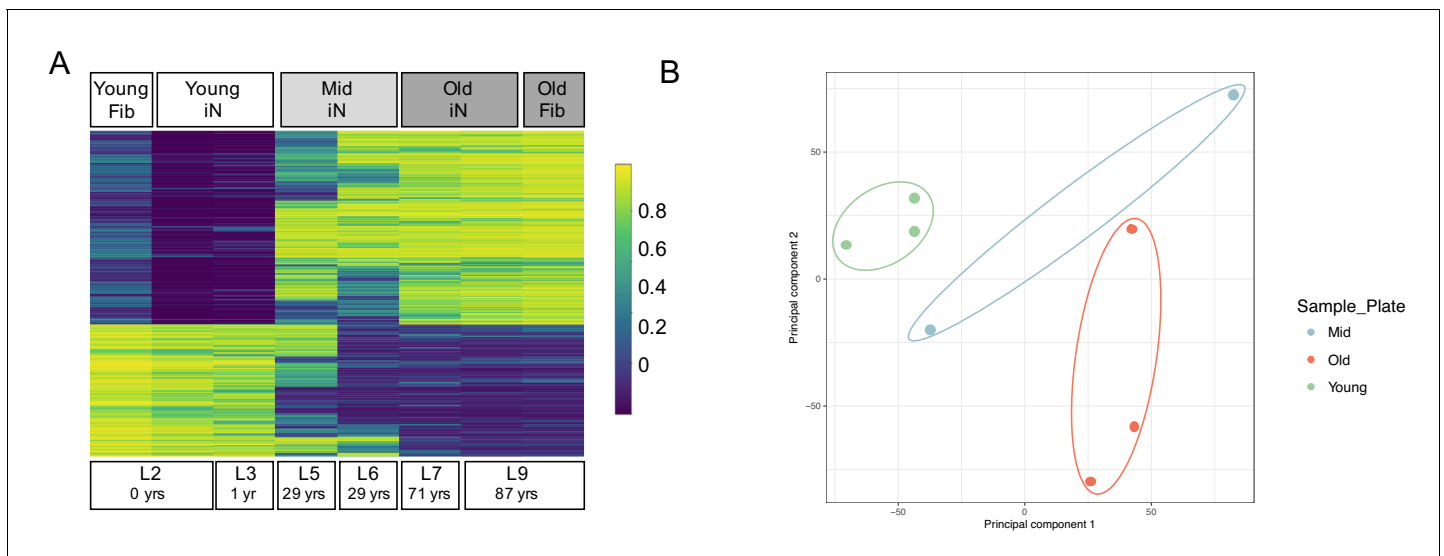 A
Young Fib
Young iN
Mid iN
Old iN
Old Fib
0.8
0.6
0.4
0.2
0
L2
0 yrs
L3
1 yr
L5
29 yrs
L6
29 yrs
L7
71 yrs
L9
87 yrs
B
Principal component 2
50
0
−50
−50
0
50
Principal component 1
Sample_Plate
Mid
Old
Young